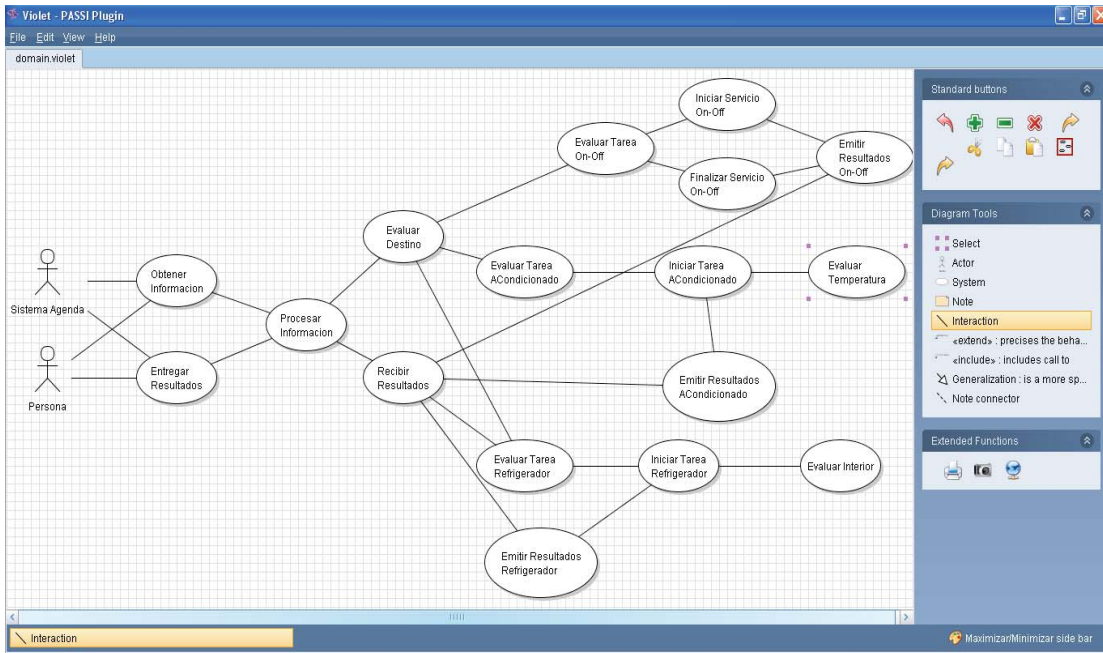 Violet - PASSI Plugin
File Edit View Help
domain.violet
Iniciar Servicio
On-Off
Evaluar Tarea
On-Off
Emitir
Resultados
On-Off
Finalizar Servicio
On-Off
Evaluar
Destino
Evaluar Tarea
ACondicionado
Iniciar Tarea
ACondicionado
Evaluar
Temperatura
Obtener
Informacion
Sistema Agenda
Procesar
Informacion
Entregar
Resultados
Persona
Recibir
Resultados
Emitir Resultados
ACondicionado
Evaluar Tarea
Refrigerador
Iniciar Tarea
Refrigerador
Evaluar Interior
Emitir Resultados
Refrigerador
Standard buttons
Diagram Tools
Select
Actor
System
Note
Interaction
«extend» : precises the beha...
«include» : includes call to
Generalization : is a more sp...
Note connector
Extended Functions
Interaction
Maximizar/Minimizar side bar